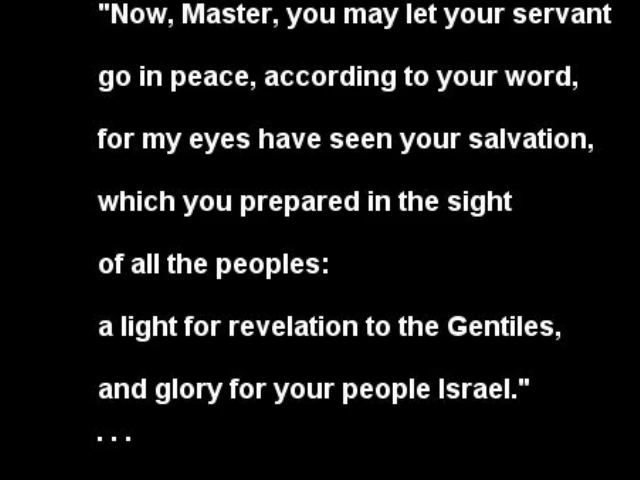 "Now, Master, you may let your servant
go in peace, according to your word,
for my eyes have seen your salvation,
which you prepared in the sight
of all the peoples:
a light for revelation to the Gentiles,
and glory for your people Israel."
. . .